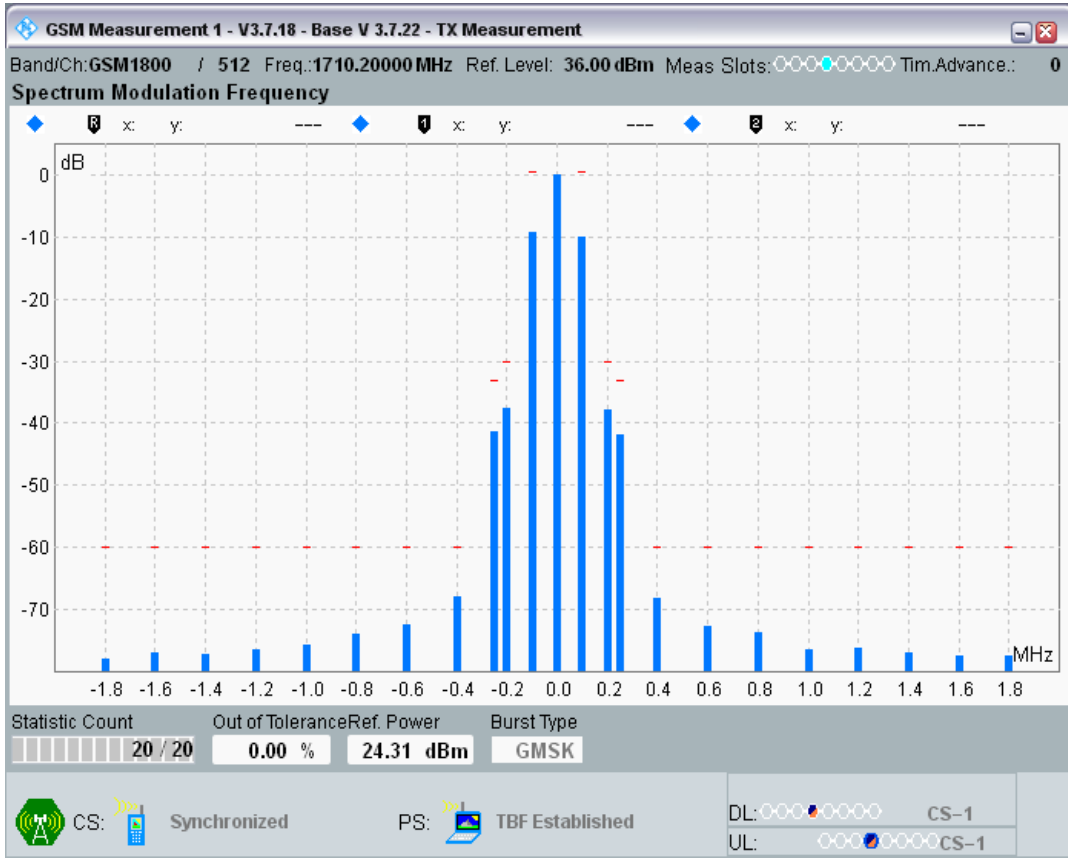 GSM Measurement 1 - V3.7.18 - Base V 3.7.22 - TX Measurement
Band/Ch:GSM1800 / 512 Freq.:1710.20000 MHz Ref. Level: 36.00 dBm Meas Slots: Tim.Advance.: 0
Spectrum Modulation Frequency
R x: y: --- 1 x: y: --- 2 x: y: ---
dB
0
-10
-20
-30
-40
-50
-60
-70
MHz
-1.8 -1.6 -1.4 -1.2 -1.0 -0.8 -0.6 -0.4 -0.2 0.0 0.2 0.4 0.6 0.8 1.0 1.2 1.4 1.6 1.8
Statistic Count Out of Tolerance Ref. Power Burst Type
20 / 20 0.00 % 24.31 dBm GMSK
CS: Synchronized PS: TBF Established
DL: CS-1
UL: CS-1